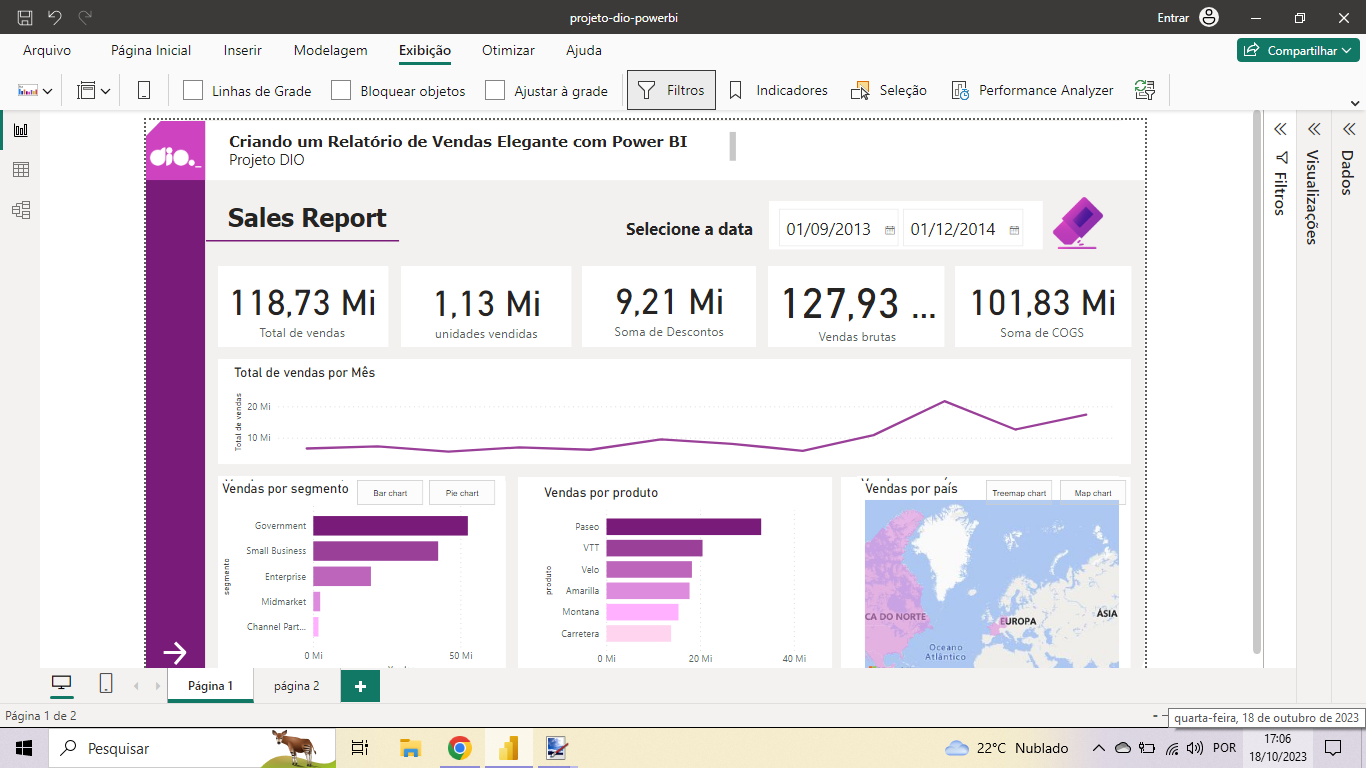 projeto-dio-powerbi
Entrar
Arquivo Página Inicial Inserir Modelagem Exibição Otimizar Ajuda
Compartilhar
Linhas de Grade Bloquear objetos Ajustar à grade Filtros Indicadores Seleção Performance Analyzer
dio._
Criando um Relatório de Vendas Elegante com Power BI
Projeto DIO
Filtros
Visualizações
Dados
Sales Report
Selecione a data
01/09/2013 01/12/2014
118,73 Mi
Total de vendas
1,13 Mi
unidades vendidas
9,21 Mi
Soma de Descontos
127,93 ...
Vendas brutas
101,83 Mi
Soma de COGS
Total de vendas por Mês
Total de vendas
20 Mi
10 Mi
Vendas por segmento
Bar chart Pie chart
segmento
Government
Small Business
Enterprise
Midmarket
Channel Part...
0 Mi 50 Mi
Vendas por produto
produto
Paseo
VTT
Velo
Amarilla
Montana
Carretera
0 Mi 20 Mi 40 Mi
Vendas por país
Treemap chart Map chart
CA DO NORTE
EUROPA
ÁSIA
Oceano
Atlântico
Página 1 página 2
Página 1 de 2
quarta-feira, 18 de outubro de 2023
Pesquisar
22°C Nublado
POR
17:06
18/10/2023